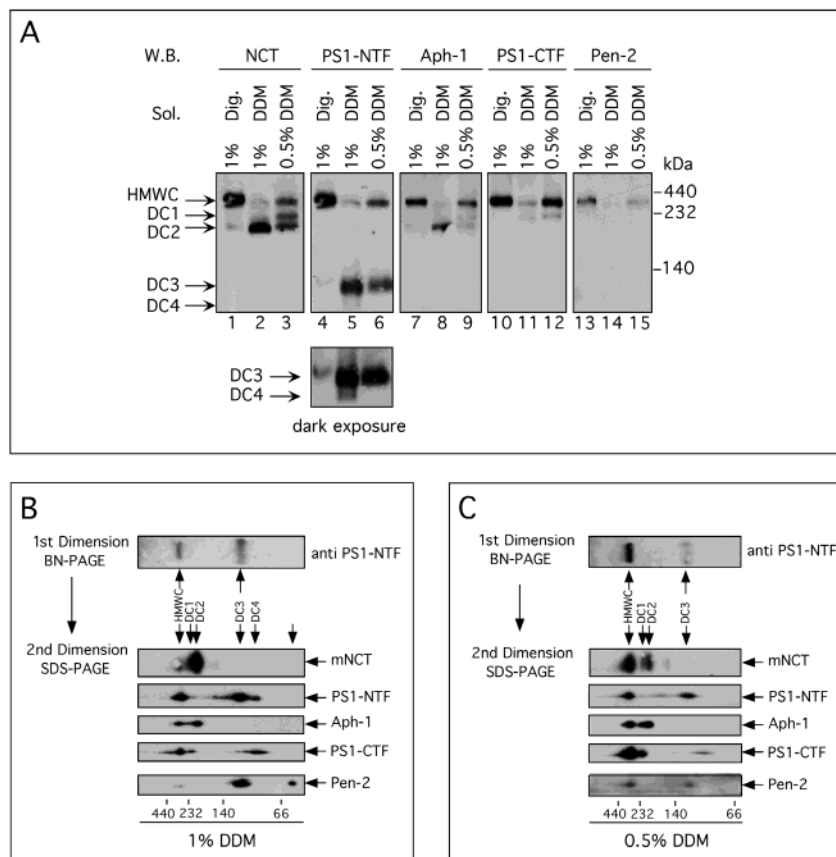 A
W.B. NCT PS1-NTF Aph-1 PS1-CTF Pen-2
Sol. 1% Dig. 1% DDM 0.5% DDM 1% Dig. 1% DDM 0.5% DDM 1% Dig. 1% DDM 0.5% DDM 1% Dig. 1% DDM 0.5% DDM 1% Dig. 1% DDM 0.5% DDM
kDa
HMWC
DC1
DC2
DC3
DC4
-440
-232
-140
1 2 3 4 5 6 7 8 9 10 11 12 13 14 15
DC3
DC4
dark exposure
B
1st Dimension
BN-PAGE
anti PS1-NTF
HMWC DC1 DC2 DC3 DC4
2nd Dimension
SDS-PAGE
mNCT
PS1-NTF
Aph-1
PS1-CTF
Pen-2
440 232 140 66
1% DDM
C
1st Dimension
BN-PAGE
anti PS1-NTF
HMWC DC1 DC2 DC3
2nd Dimension
SDS-PAGE
mNCT
PS1-NTF
Aph-1
PS1-CTF
Pen-2
440 232 140 66
0.5% DDM